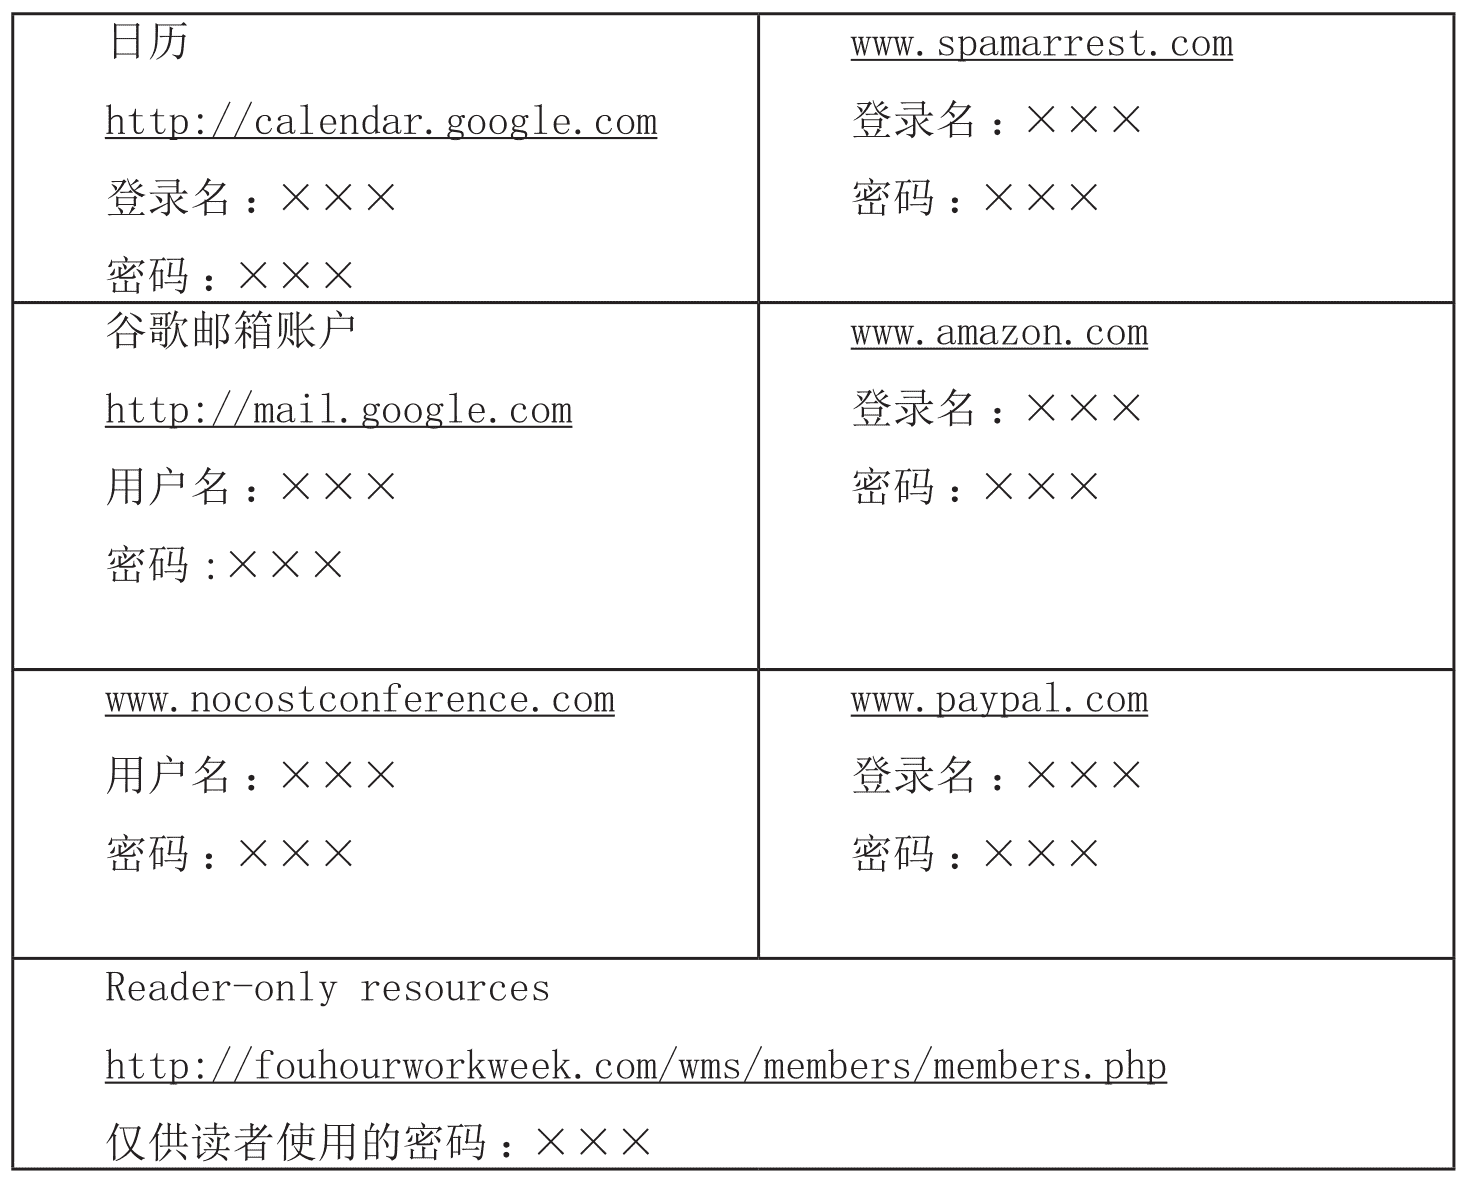 日历
http://calendar.google.com
登录名：×××
密码：×××
www.spamarrest.com
登录名：×××
密码：×××
谷歌邮箱账户
http://mail.google.com
用户名：×××
密码:×××
www.amazon.com
登录名：×××
密码：×××
www.nocostconference.com
用户名：×××
密码：×××
www.paypal.com
登录名：×××
密码：×××
Reader-only resources
http://fouhourworkweek.com/wms/members/members.php
仅供读者使用的密码：×××